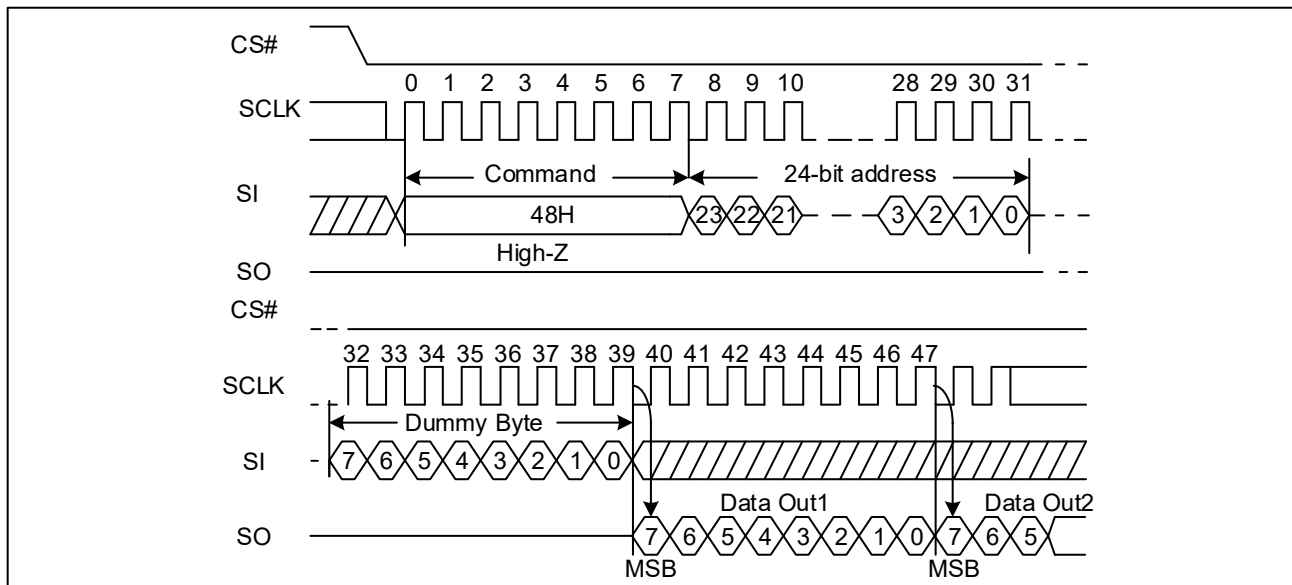 CS#
0 1 2 3 4 5 6 7 8 9 10 28 29 30 31
SCLK
Command 24-bit address
SI
48H 23 22 21 3 2 1 0
High-Z
SO
CS#
32 33 34 35 36 37 38 39 40 41 42 43 44 45 46 47
SCLK
Dummy Byte
SI 7 6 5 4 3 2 1 0
Data Out1 Data Out2
SO 7 6 5 4 3 2 1 0 7 6 5
MSB MSB